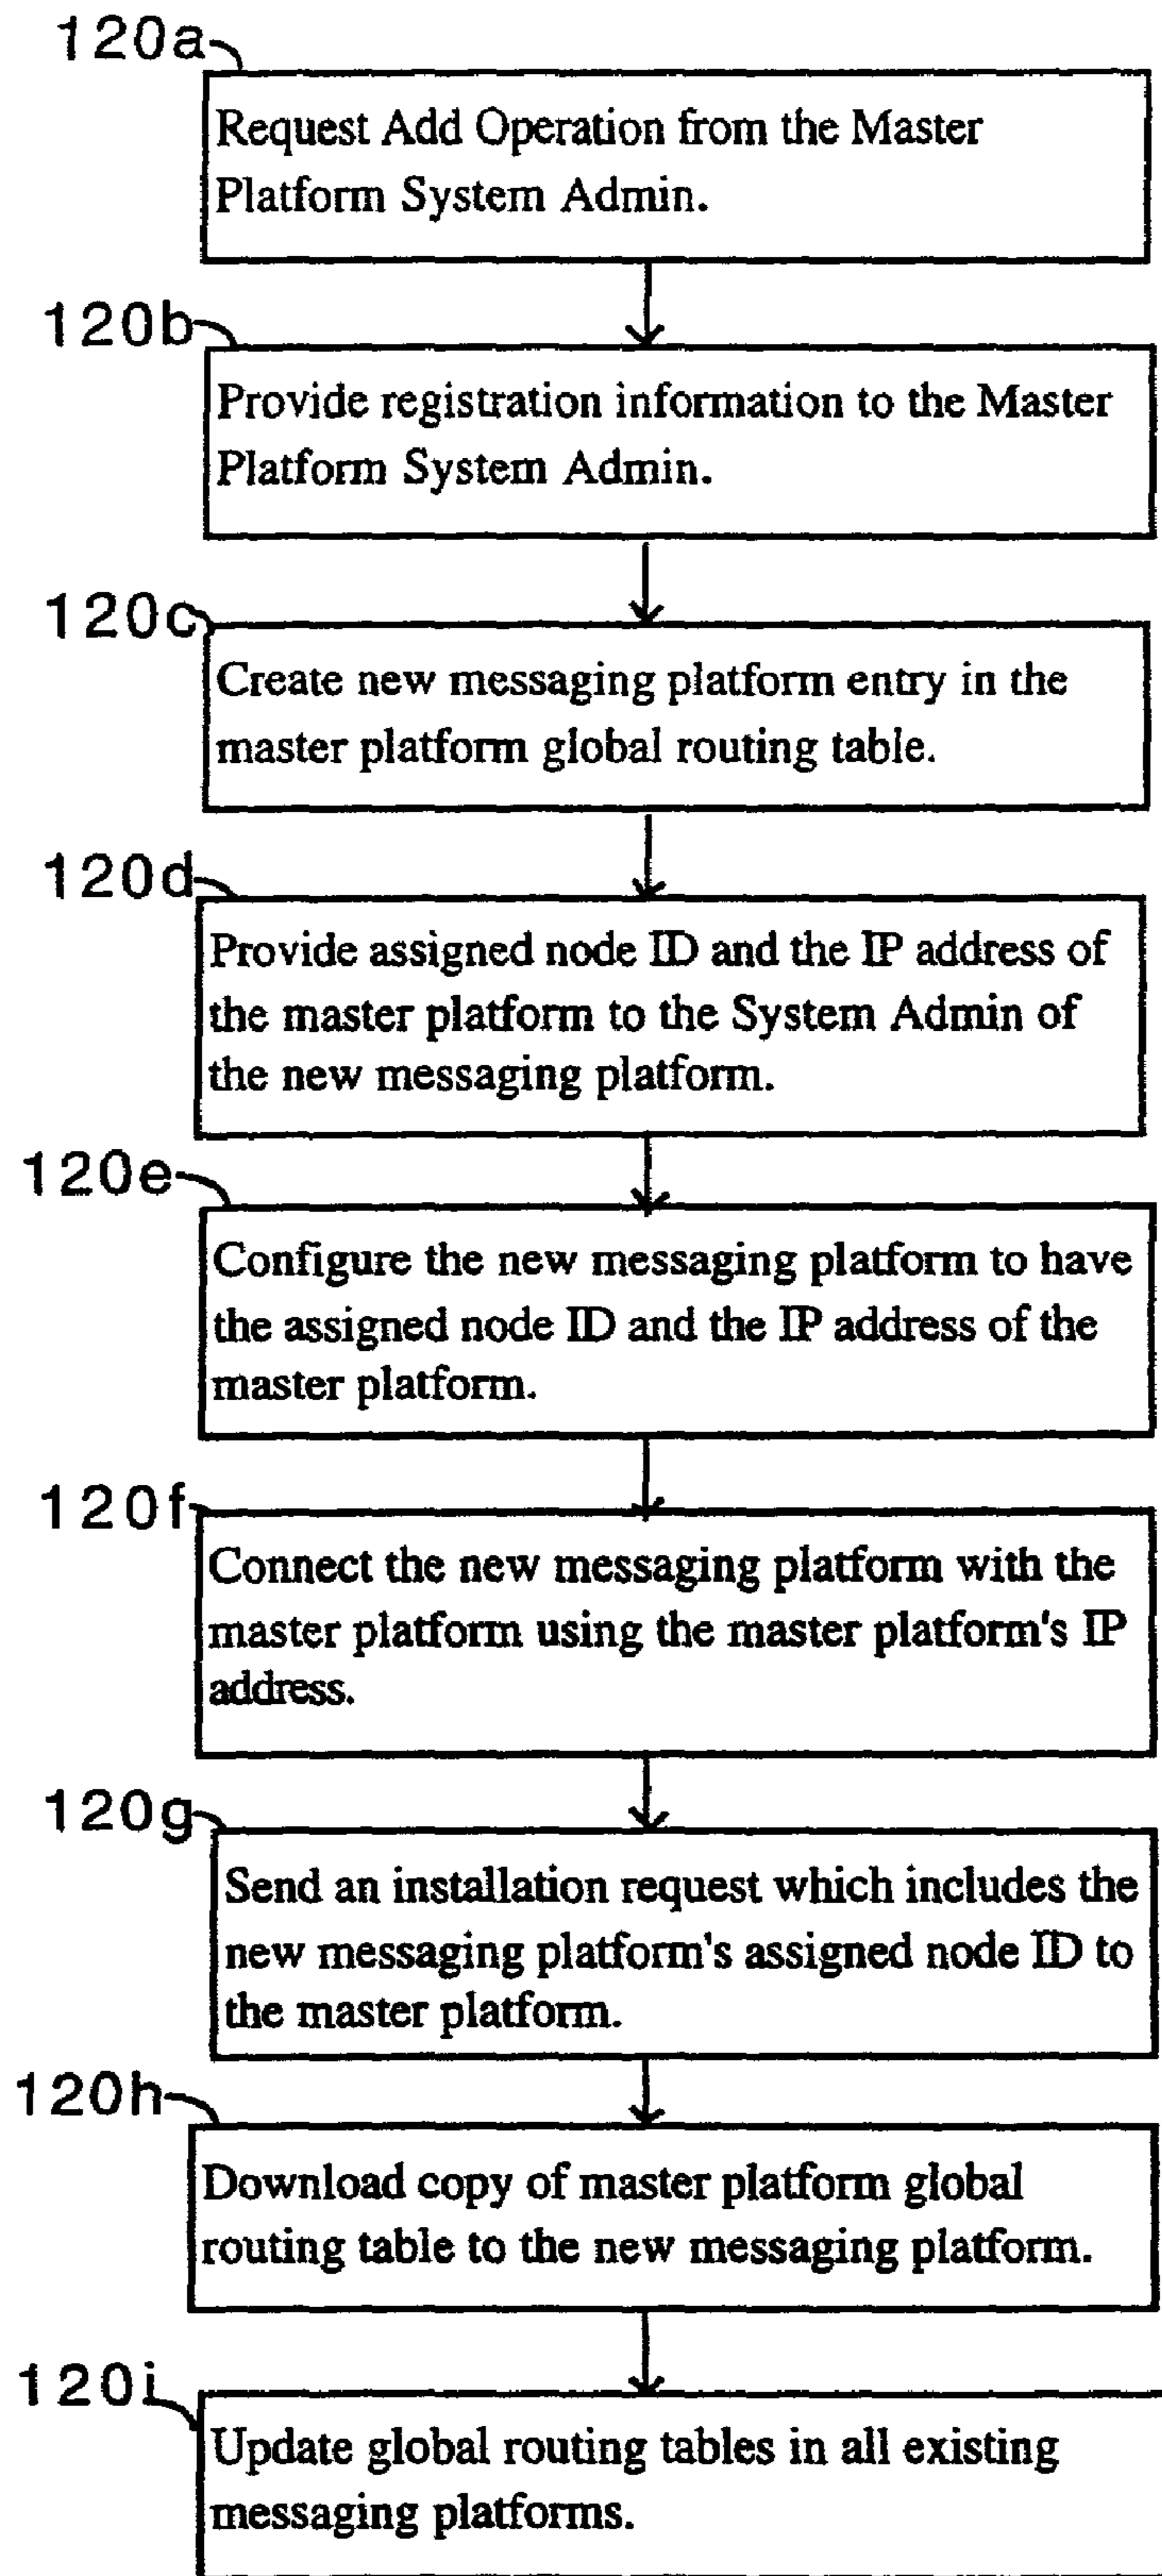 120a
Request Add Operation from the Master
Platform System Admin.
120b
Provide registration information to the Master
Platform System Admin.
120c
Create new messaging platform entry in the
master platform global routing table.
120d
Provide assigned node ID and the IP address of
the master platform to the System Admin of
the new messaging platform.
120e
Configure the new messaging platform to have
the assigned node ID and the IP address of the
master platform.
120f
Connect the new messaging platform with the
master platform using the master platform's IP
address.
120g
Send an installation request which includes the
new messaging platform's assigned node ID to
the master platform.
120h
Download copy of master platform global
routing table to the new messaging platform.
120i
Update global routing tables in all existing
messaging platforms.